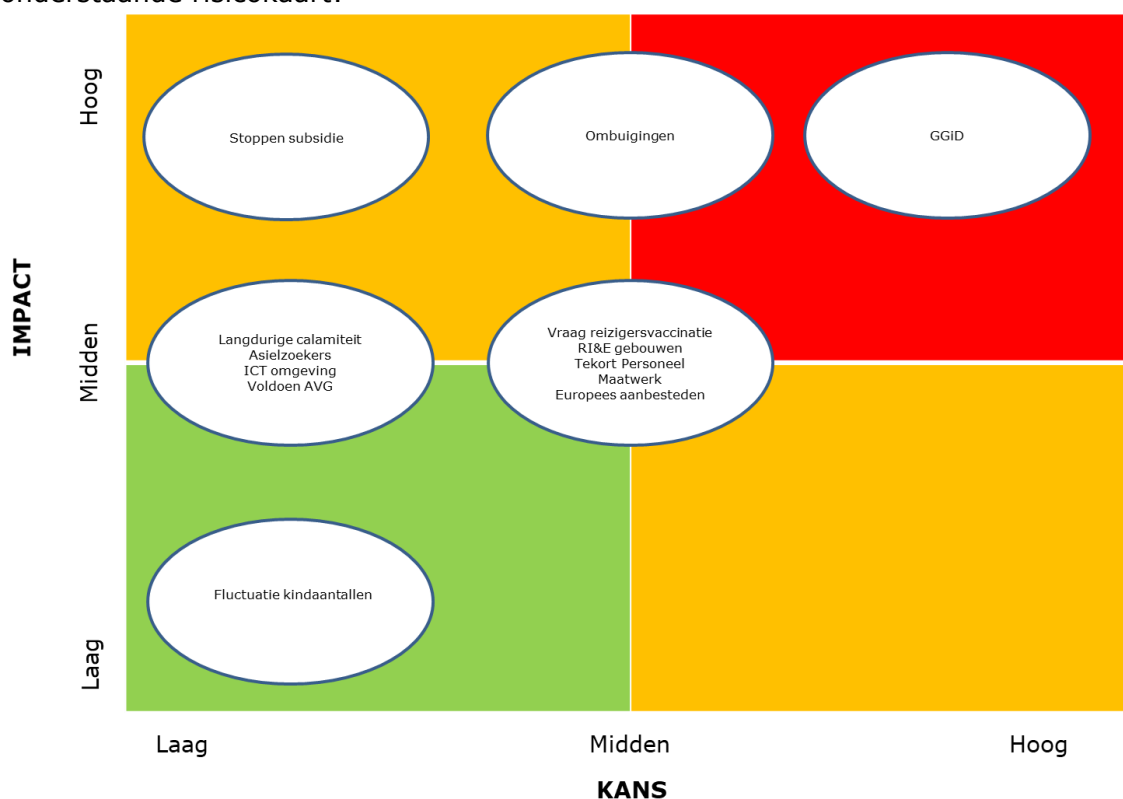 onderstaande risicokaart:
Hoog
Stoppen subsidie
Ombuigingen
GGiD
IMPACT
Midden
Langdurige calamiteit
Asielzoekers
ICT omgeving
Voldoen AVG
Vraag reizigersvaccinatie
RI&E gebouwen
Tekort Personeel
Maatwerk
Europees aanbesteden
Fluctuatie kindaantallen
Laag
Laag
Midden
Hoog
KANS